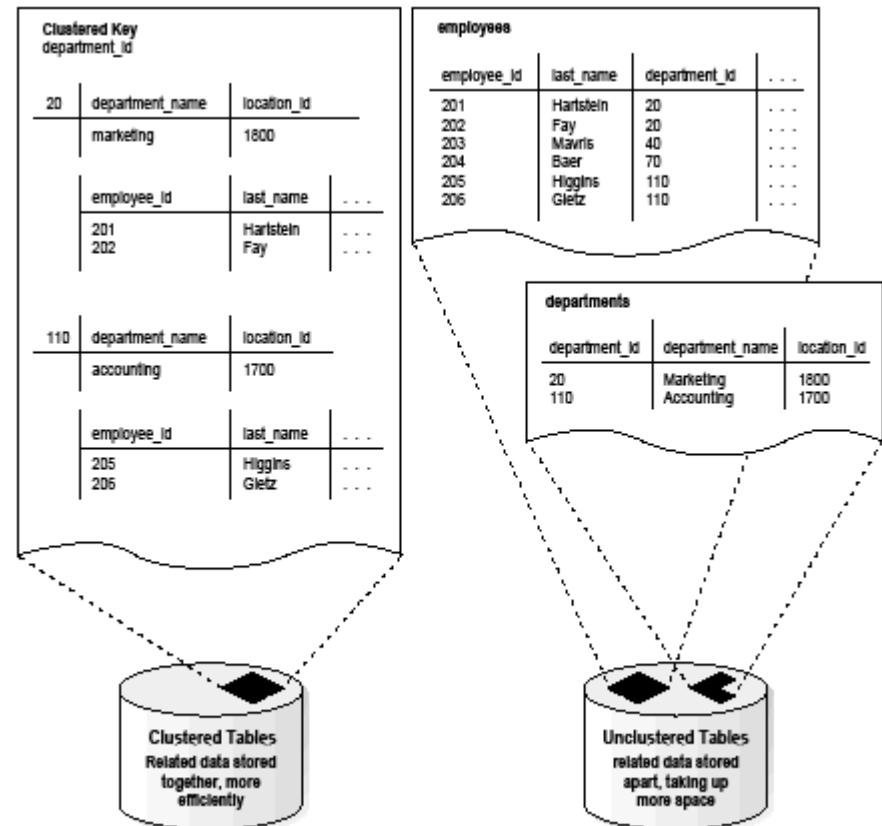 Clustered Key
department_id
20 department_name location_id
marketing 1800
employee_id last_name . . .
201 Hartstein . . .
202 Fay . . .
110 department_name location_id
accounting 1700
employee_id last_name . . .
205 Higgins . . .
206 Gietz . . .
employees
employee_id last_name department_id . . .
201 Hartstein 20 . . .
202 Fay 20 . . .
203 Mavris 40 . . .
204 Baer 70 . . .
205 Higgins 110 . . .
206 Gietz 110 . . .
departments
department_id department_name location_id
20 Marketing 1800
110 Accounting 1700
Clustered Tables
Related data stored
together, more
efficiently
Unclustered Tables
related data stored
apart, taking up
more space